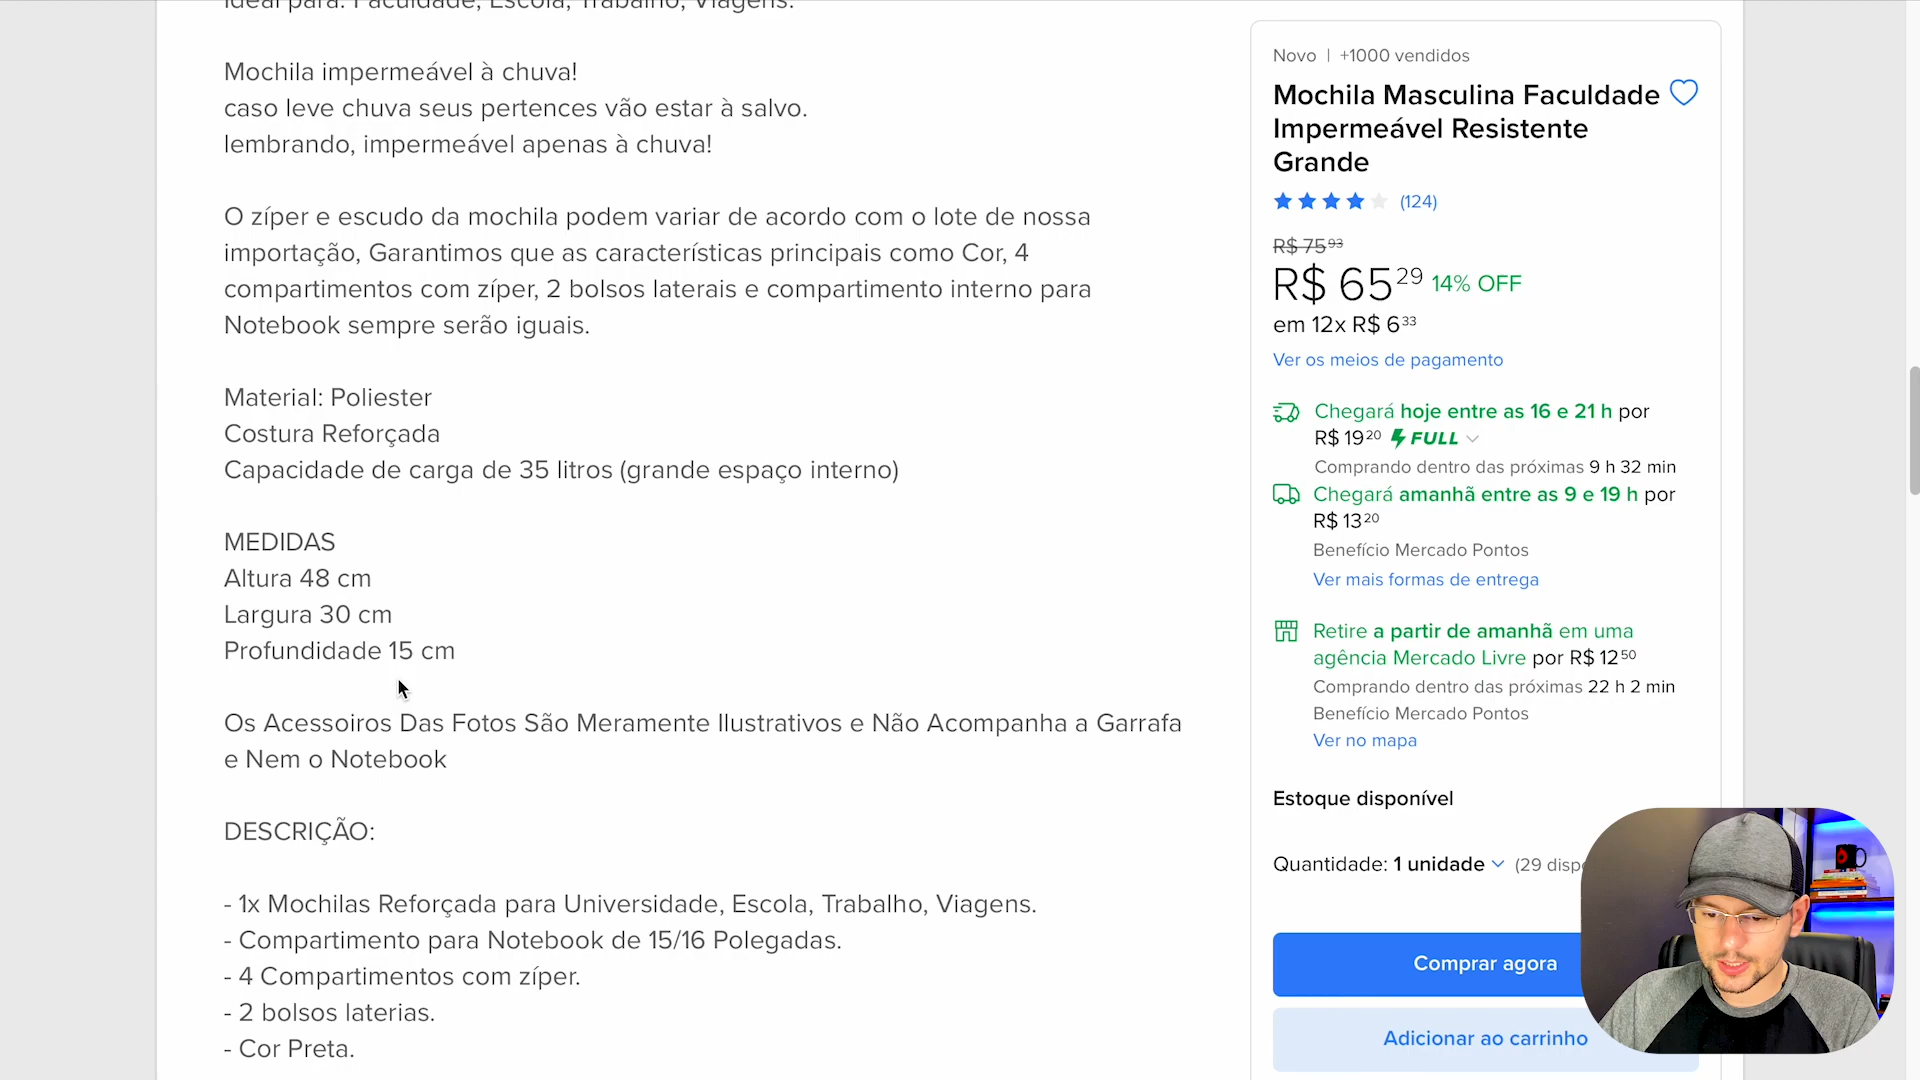 Ideal para: Faculdade, Escola, Trabalho, Viagens.
Mochila impermeável à chuva!
caso leve chuva seus pertences vão estar à salvo.
lembrando, impermeável apenas à chuva!
O zíper e escudo da mochila podem variar de acordo com o lote de nossa
importação, Garantimos que as características principais como Cor, 4
compartimentos com zíper, 2 bolsos laterais e compartimento interno para
Notebook sempre serão iguais.
Material: Poliester
Costura Reforçada
Capacidade de carga de 35 litros (grande espaço interno)
MEDIDAS
Altura 48 cm
Largura 30 cm
Profundidade 15 cm
Os Acessoiros Das Fotos São Meramente Ilustrativos e Não Acompanha a Garrafa
e Nem o Notebook
DESCRIÇÃO:
- 1x Mochilas Reforçada para Universidade, Escola, Trabalho, Viagens.
- Compartimento para Notebook de 15/16 Polegadas.
- 4 Compartimentos com zíper.
- 2 bolsos laterias.
- Cor Preta.
Novo | +1000 vendidos
Mochila Masculina Faculdade
Impermeável Resistente
Grande
(124)
R$ 75 93
R$ 65 29 14% OFF
em 12x R$ 6 33
Ver os meios de pagamento
Chegará hoje entre as 16 e 21 h por
R$ 19 20 FULL
Comprando dentro das próximas 9 h 32 min
Chegará amanhã entre as 9 e 19 h por
R$ 13 20
Benefício Mercado Pontos
Ver mais formas de entrega
Retire a partir de amanhã em uma
agência Mercado Livre por R$ 12 50
Comprando dentro das próximas 22 h 2 min
Benefício Mercado Pontos
Ver no mapa
Estoque disponível
Quantidade: 1 unidade (29
Comprar agora
Adicionar ao carrinho